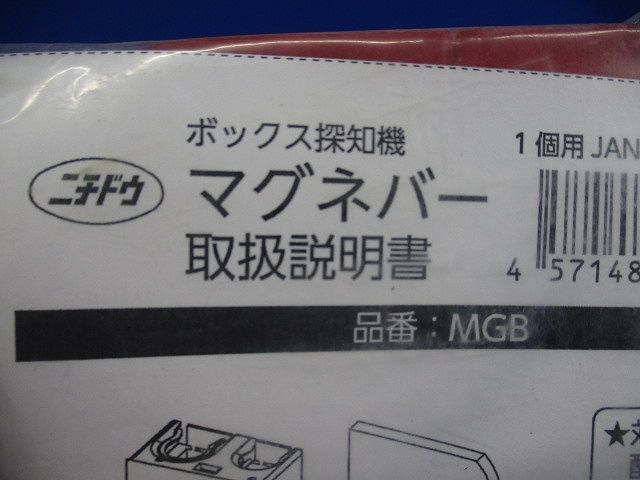 ボックス探知機
ニチドウ
マグネバー
取扱説明書
1個用 JAN
4 57148
品番：MGB
★対